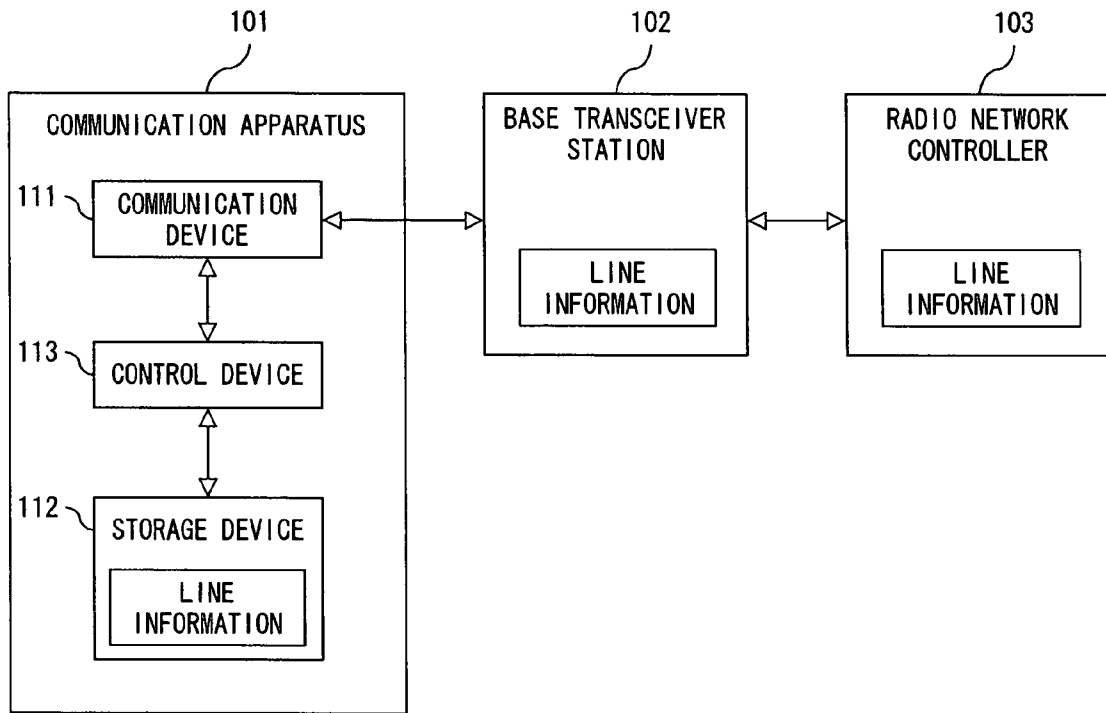 101
102
103
COMMUNICATION APPARATUS
BASE TRANSCEIVER
STATION
RADIO NETWORK
CONTROLLER
111
COMMUNICATION
DEVICE
LINE
INFORMATION
LINE
INFORMATION
113
CONTROL DEVICE
112
STORAGE DEVICE
LINE
INFORMATION